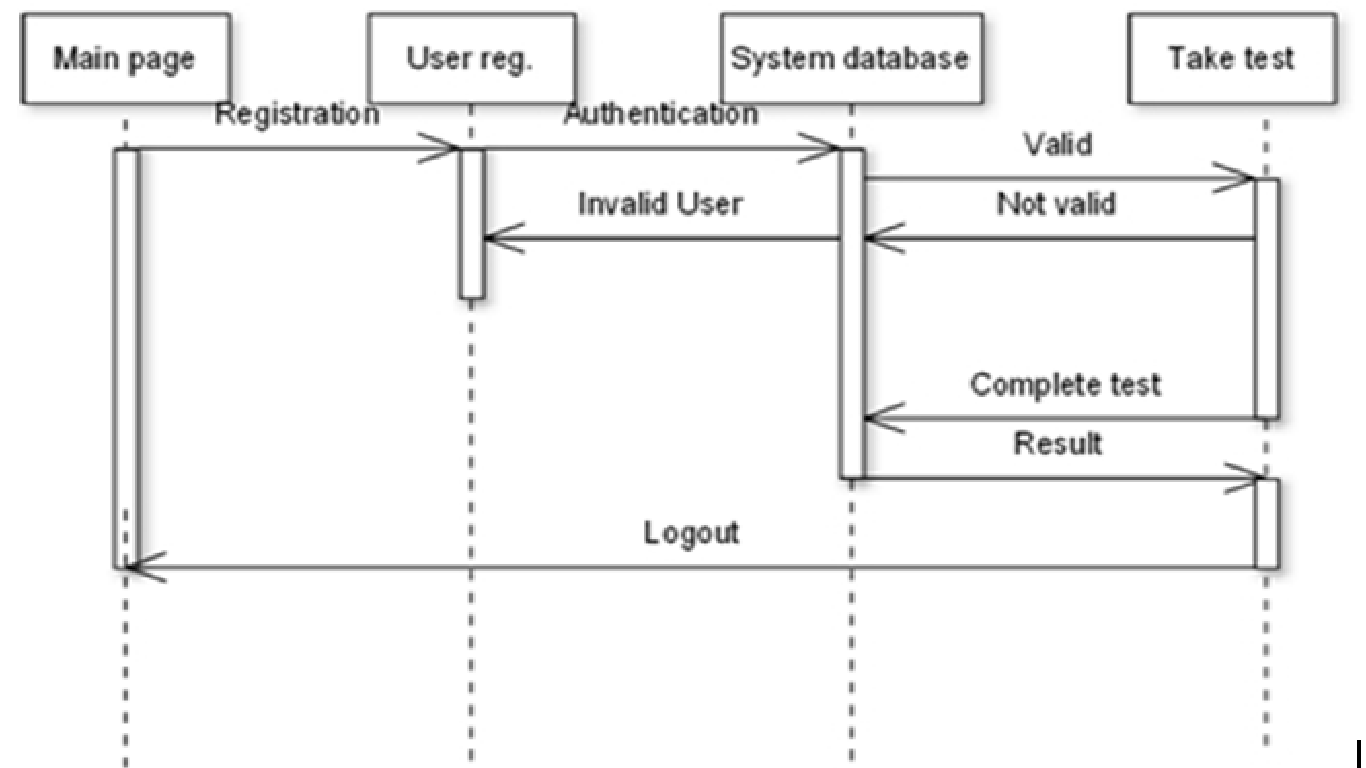 Main page
User reg.
System database
Take test
Registration
Authentication
Valid
Invalid User
Not valid
Complete test
Result
Logout